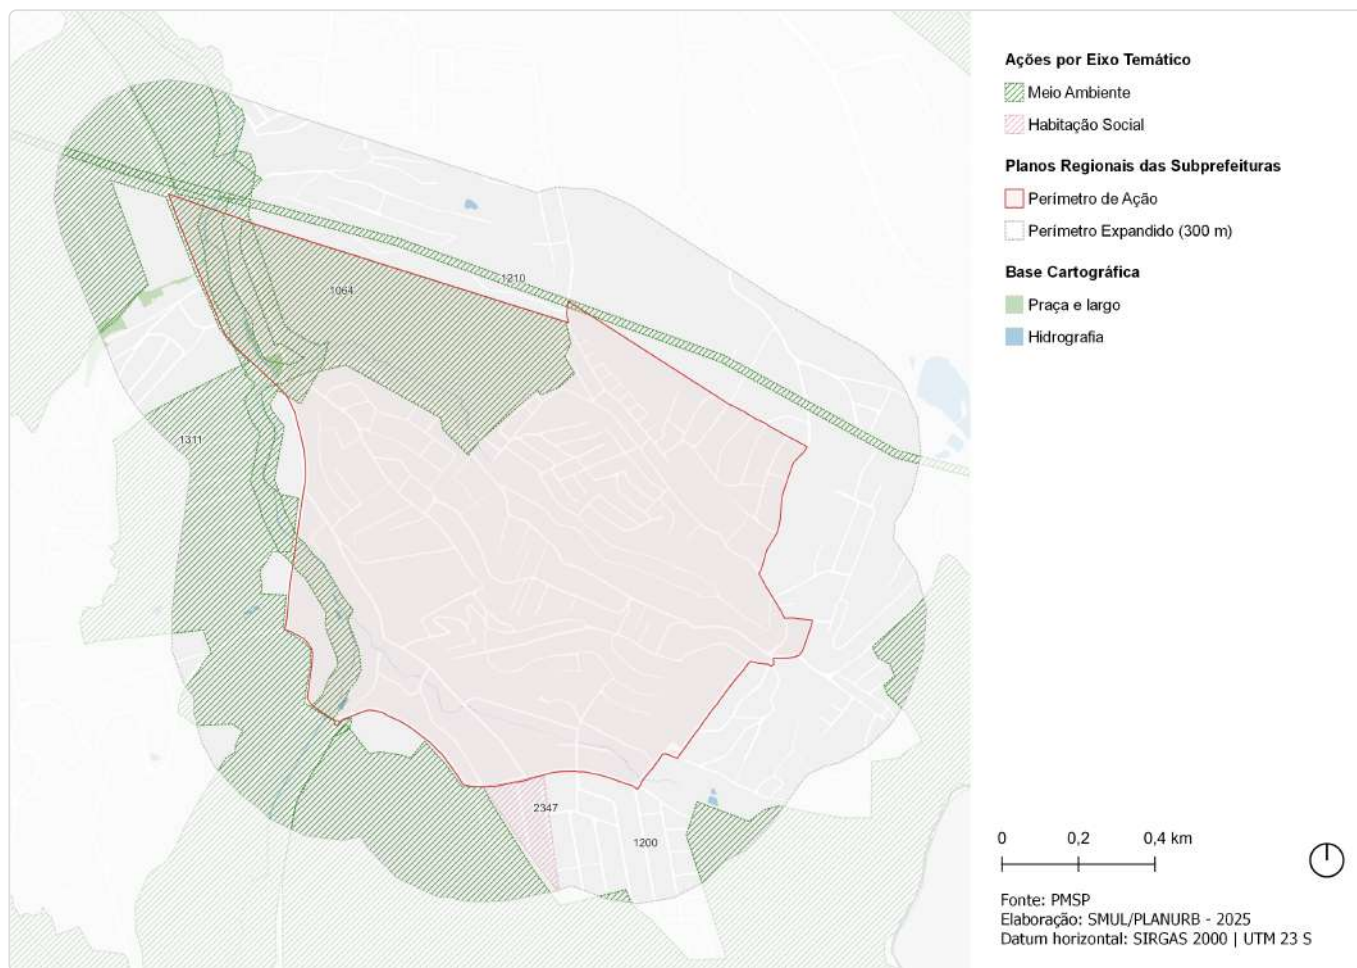 1210
1064
1311
2347
1200
Ações por Eixo Temático
Meio Ambiente
Habitação Social
Planos Regionais das Subprefeituras
Perímetro de Ação
Perímetro Expandido (300 m)
Base Cartográfica
Praça e largo
Hidrografia
0 0,2 0,4 km
Fonte: PMSP
Elaboração: SMUL/PLANURB - 2025
Datum horizontal: SIRGAS 2000 | UTM 23 S